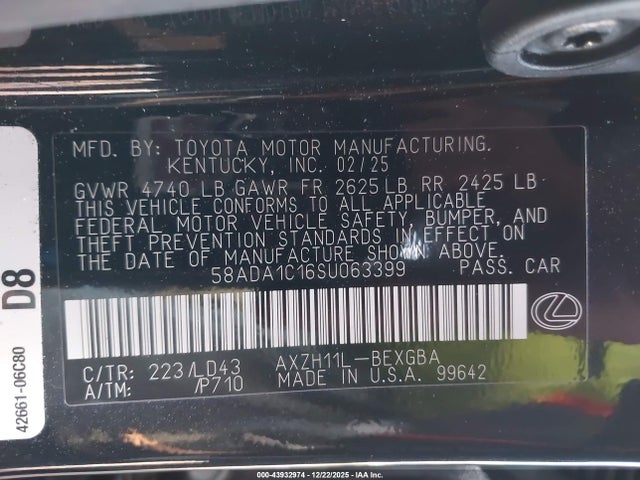 MFD. BY: TOYOTA MOTOR MANUFACTURING.
KENTUCKY, INC. 02/25
GVWR 4740 LB GAWR FR 2625 LB RR 2425 LB
THIS VEHICLE CONFORMS TO ALL APPLICABLE
FEDERAL MOTOR VEHICLE SAFETY, BUMPER, AND
THEFT PREVENTION STANDARDS IN EFFECT ON
THE DATE OF MANUFACTURE SHOWN ABOVE.
58ADA1C16SU063399 PASS. CAR
C/TR: 223/LD43 AXZH11L-BEXGBA
A/TM: /P710 MADE IN U.S.A. 99642
D8
42661-06C80
000-43932974 - 12/22/2025 - IAA Inc.